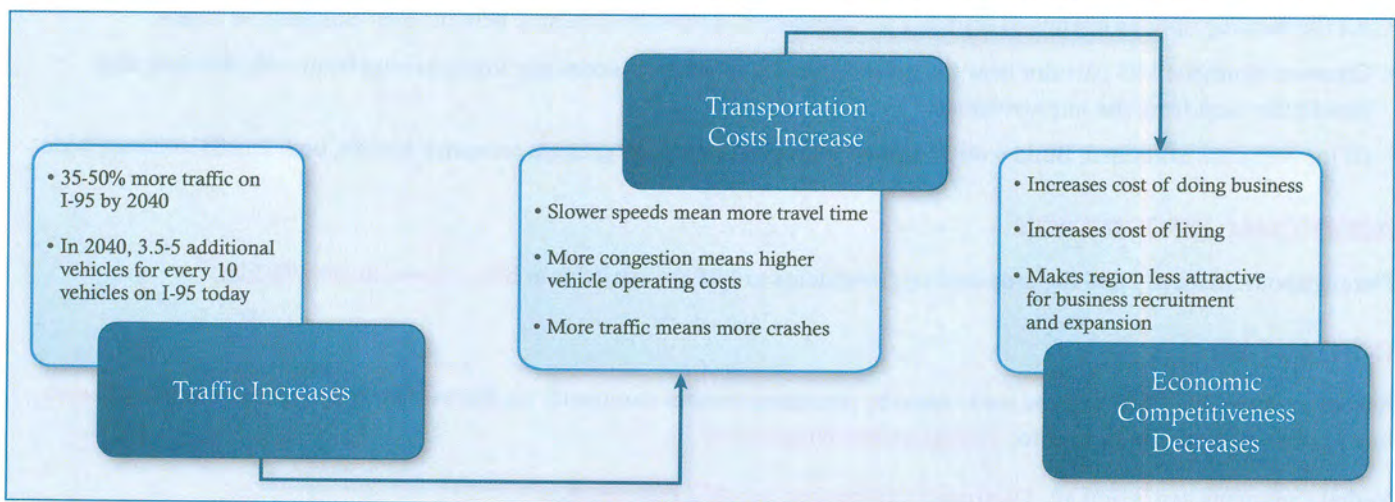 • 35-50% more traffic on
I-95 by 2040
• In 2040, 3.5-5 additional
vehicles for every 10
vehicles on I-95 today
Traffic Increases
Transportation
Costs Increase
• Slower speeds mean more travel time
• More congestion means higher
vehicle operating costs
• More traffic means more crashes
• Increases cost of doing business
• Increases cost of living
• Makes region less attractive
for business recruitment
and expansion
Economic
Competitiveness
Decreases